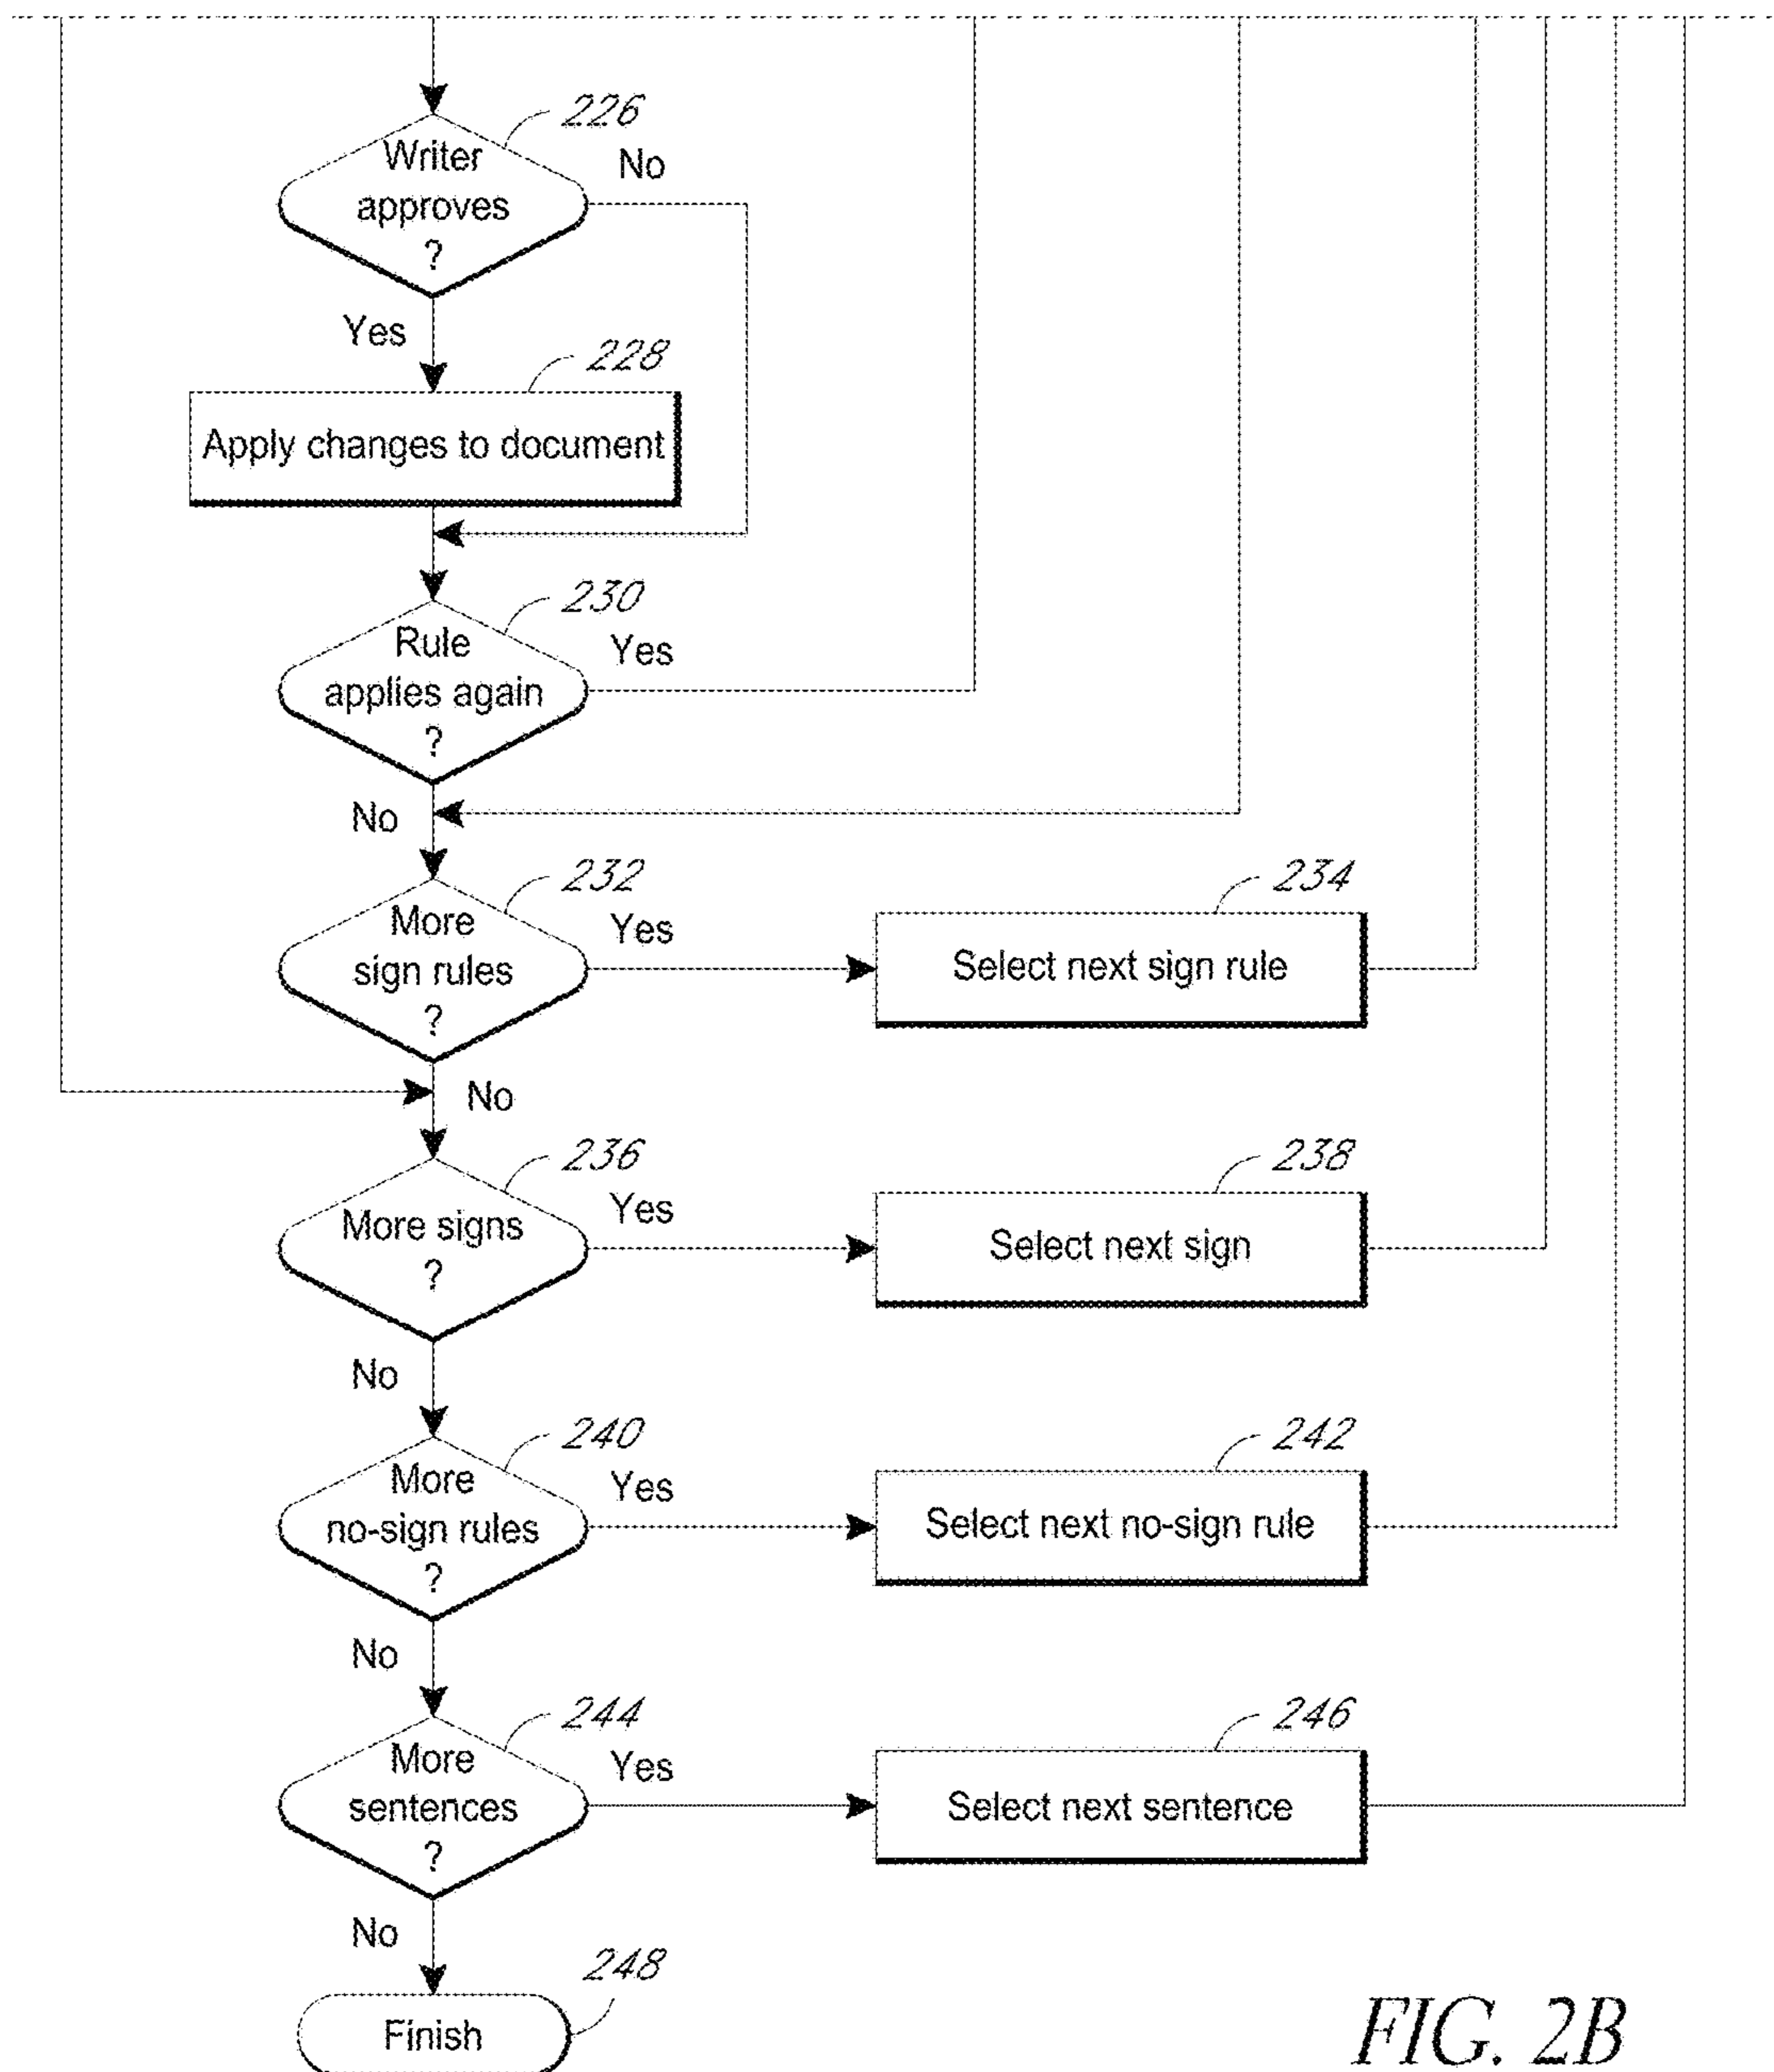 226
Writer
approves
?
No
Yes
228
Apply changes to document
230
Rule
applies again
?
Yes
No
232
More
sign rules
?
Yes
234
Select next sign rule
No
236
More signs
?
Yes
238
Select next sign
No
240
More
no-sign rules
?
Yes
242
Select next no-sign rule
No
244
More
sentences
?
Yes
246
Select next sentence
No
248
Finish
FIG. 2B